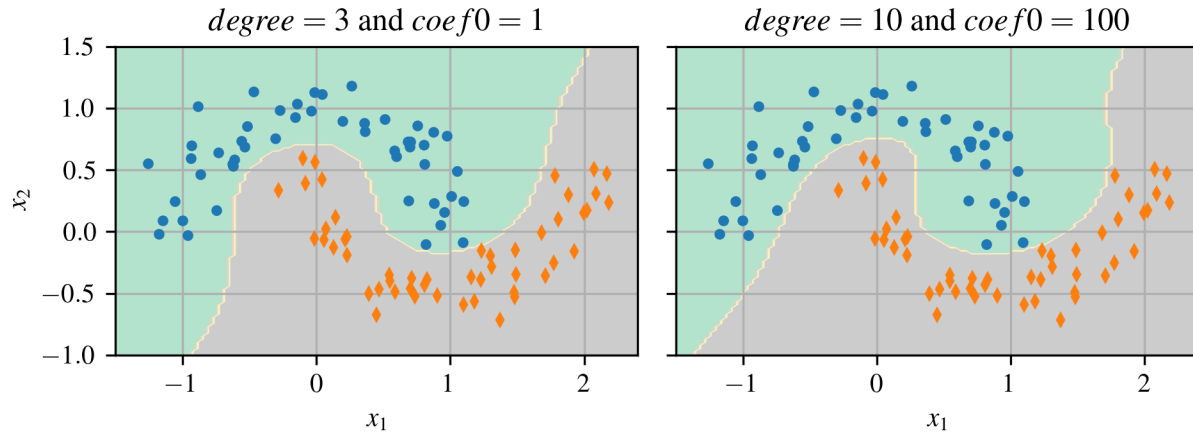 degree = 3 and coef0 = 1
degree = 10 and coef0 = 100
1.5
1.0
0.5
0.0
−0.5
−1.0
x2
−1 0 1 2
−1 0 1 2
x1
x1